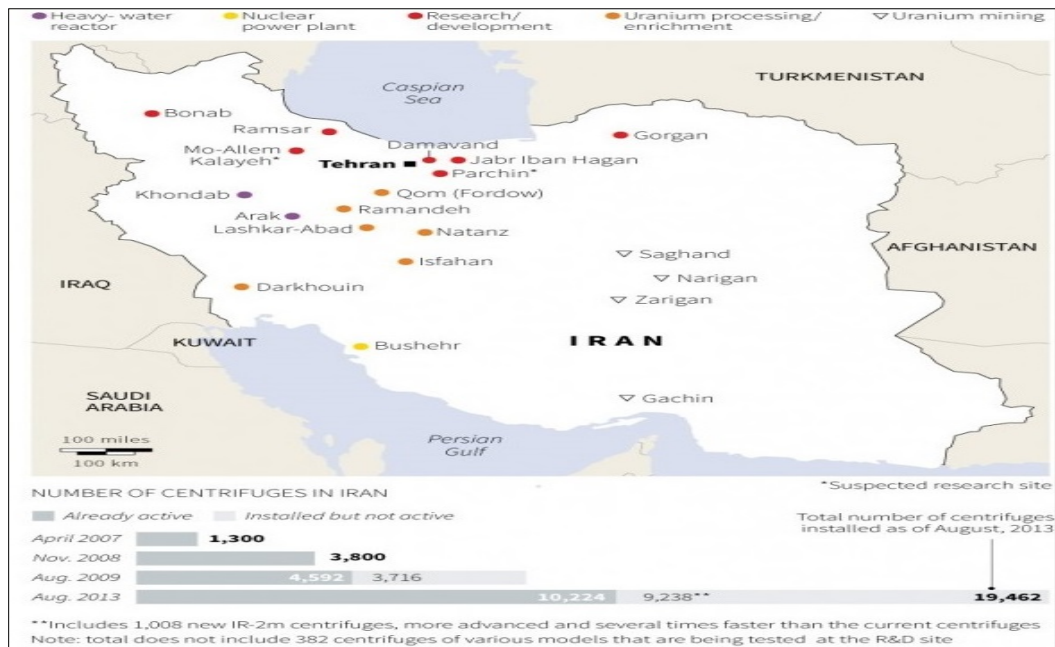 Heavy- water reactor
Nuclear power plant
Research/ development
Uranium processing/ enrichment
Uranium mining
Caspian Sea
TURKMENISTAN
Bonab
Ramsar
Gorgan
Damavand
Mo-Allem Kalayeh*
Tehran
Jabr Iban Hagan
Parchin*
Khondab
Qom (Fordow)
Ramandeh
Arak
Lashkar-Abad
Natanz
AFGHANISTAN
Saghand
Isfahan
Narigan
IRAQ
Darkhouin
Zarigan
IRAN
KUWAIT
Bushehr
SAUDI ARABIA
Gachin
100 miles
100 km
Persian Gulf
*Suspected research site
NUMBER OF CENTRIFUGES IN IRAN
Already active
Installed but not active
Total number of centrifuges
installed as of August, 2013
April 2007 1,300
Nov. 2008 3,800
Aug. 2009 4,592 3,716
Aug. 2013 10,224 9,238** 19,462
**Includes 1,008 new IR-2m centrifuges, more advanced and several times faster than the current centrifuges
Note: total does not include 382 centrifuges of various models that are being tested at the R&D site